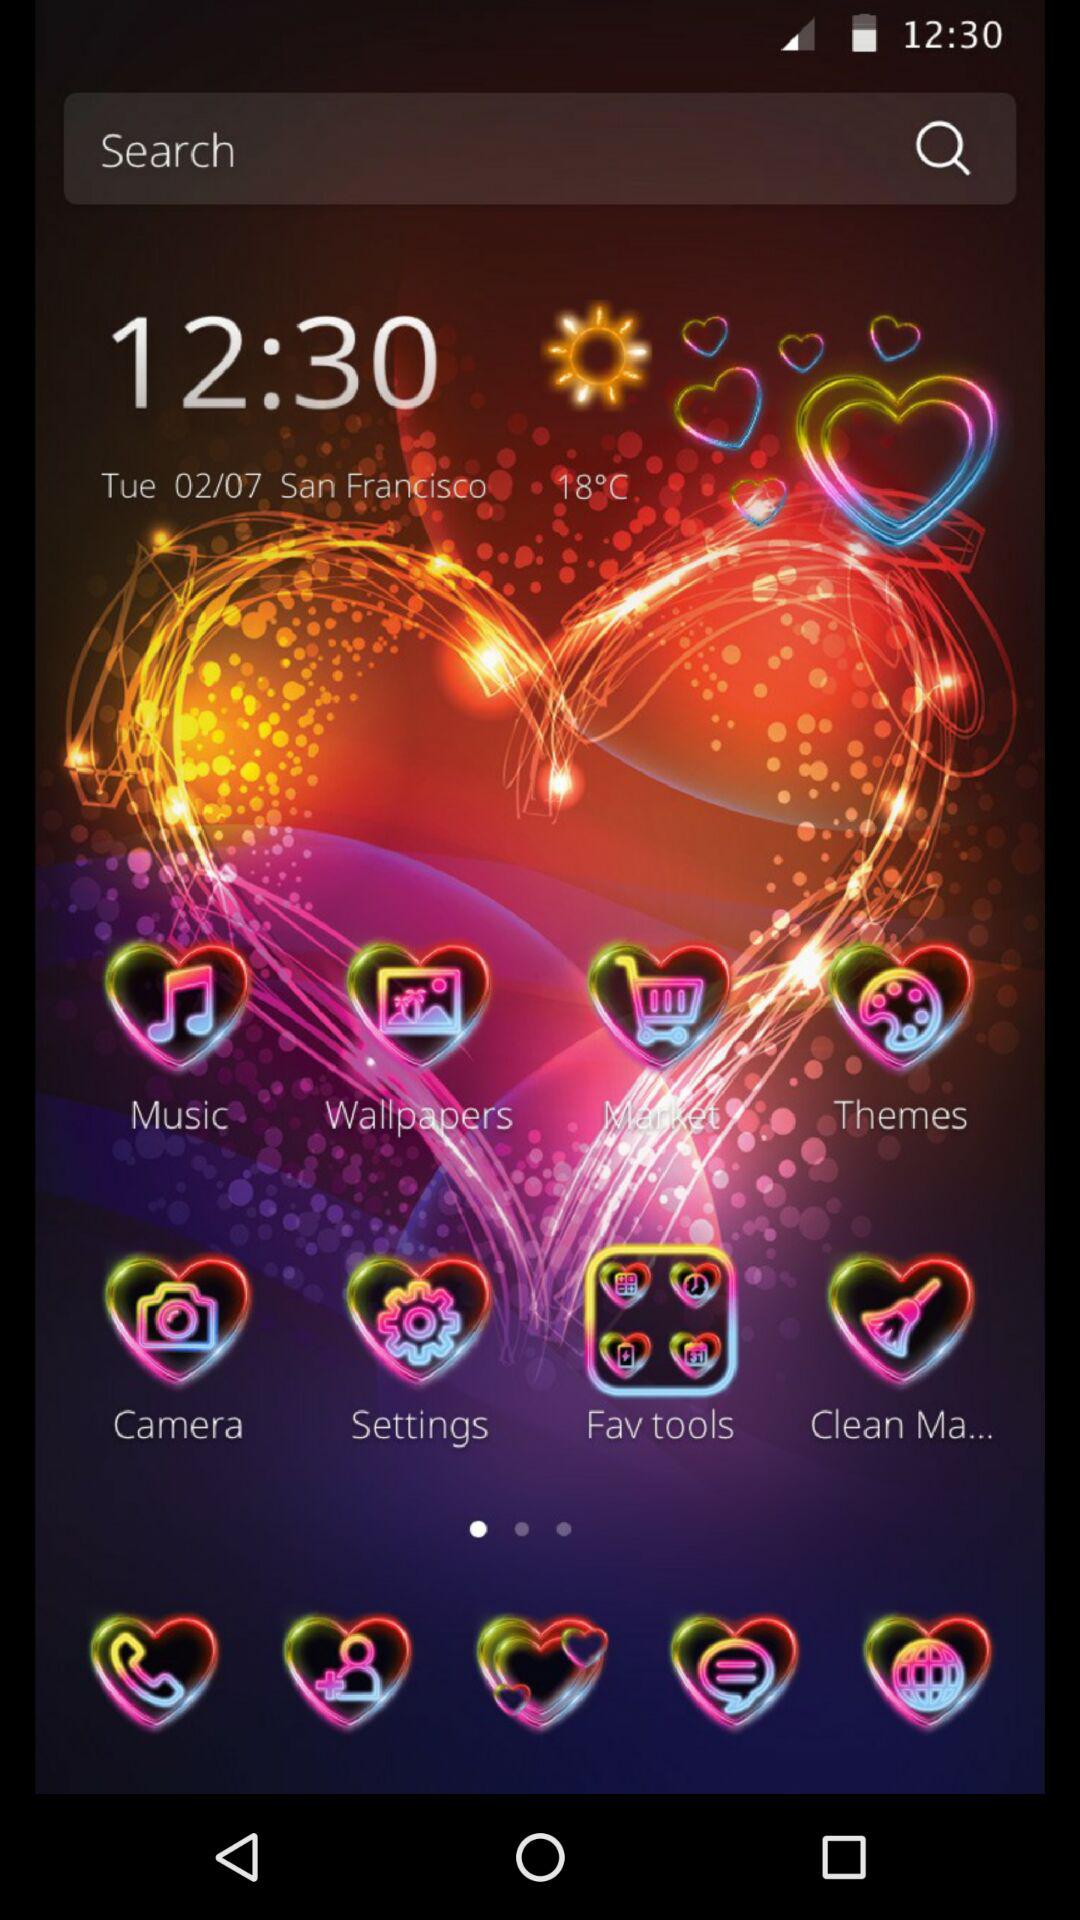 12:30
Search
12:30
Tue 02/07 San Francisco 18°C
Music Wallpapers Market Themes
31
Camera Settings Fav tools Clean Ma...